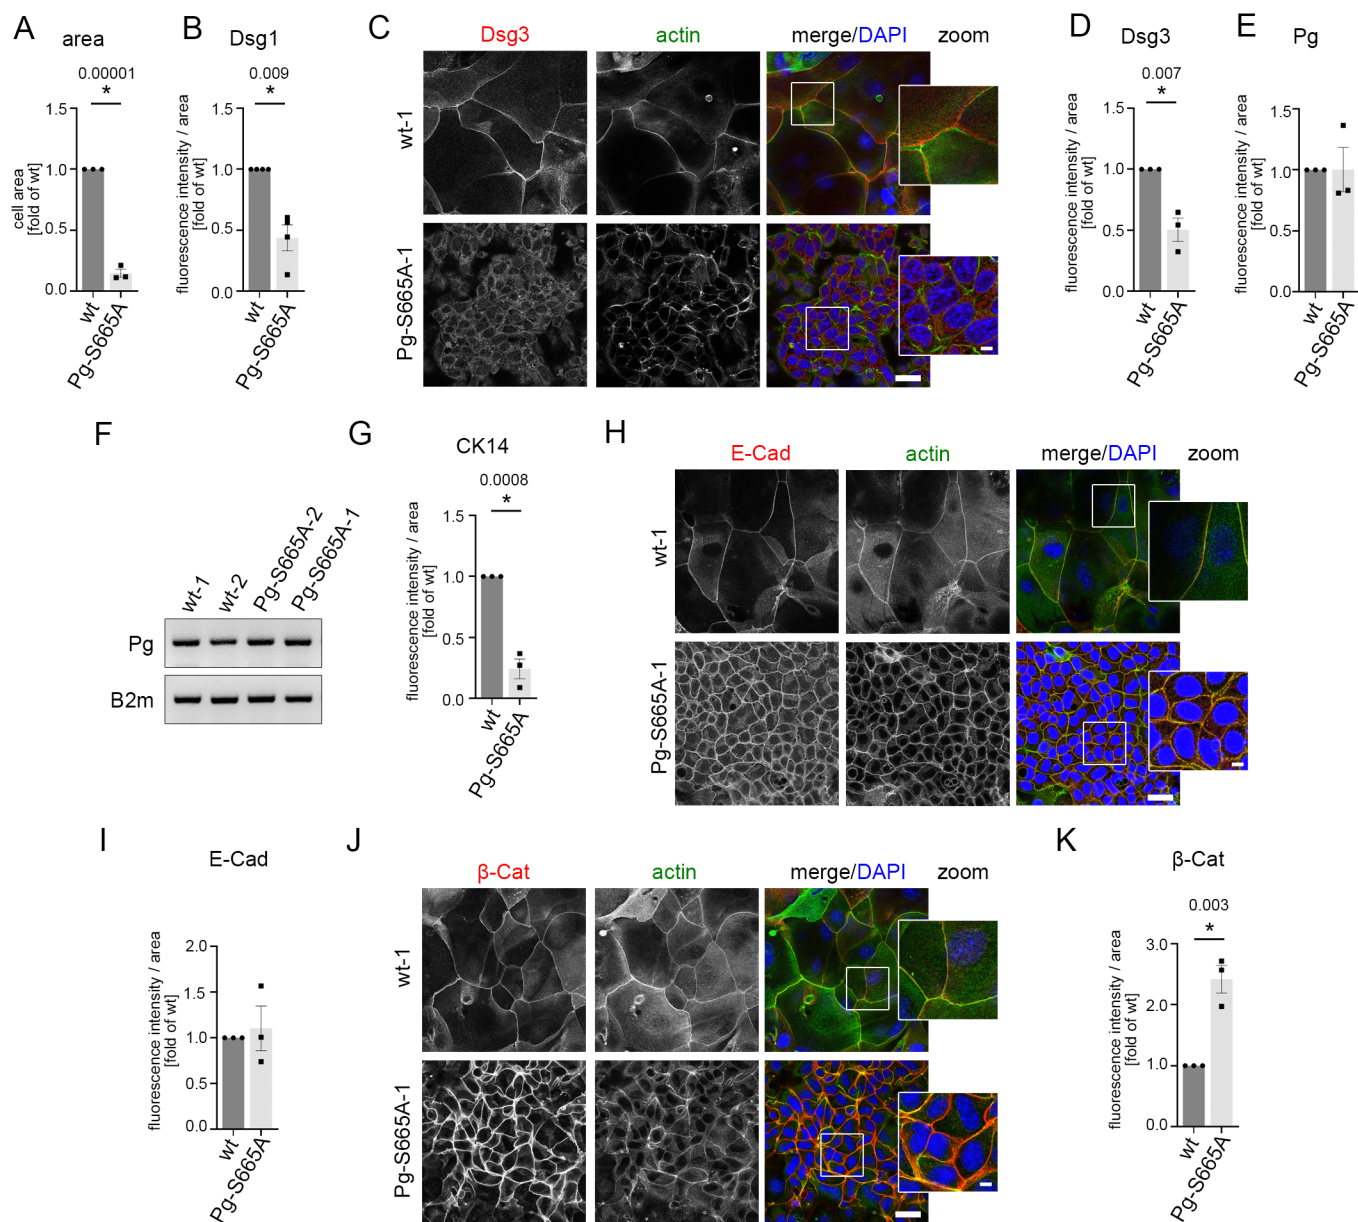 A
area
0.00001
*
1.5
1.0
0.5
0.0
cell area
[fold of wt]
wt
Pg-S665A
B
Dsg1
0.009
*
1.5
1.0
0.5
0.0
fluorescence intensity / area
[fold of wt]
wt
Pg-S665A
C
Dsg3
actin
merge/DAPI
zoom
wt-1
Pg-S665A-1
D
Dsg3
0.007
*
1.5
1.0
0.5
0.0
fluorescence intensity / area
[fold of wt]
wt
Pg-S665A
E
Pg
1.5
1.0
0.5
0.0
fluorescence intensity / area
[fold of wt]
wt
Pg-S665A
F
wt-1
wt-2
Pg-S665A-2
Pg-S665A-1
Pg
B2m
G
CK14
0.0008
*
1.5
1.0
0.5
0.0
fluorescence intensity / area
[fold of wt]
wt
Pg-S665A
H
E-Cad
actin
merge/DAPI
zoom
wt-1
Pg-S665A-1
I
E-Cad
2.0
1.5
1.0
0.5
0.0
fluorescence intensity / area
[fold of wt]
wt
Pg-S665A
J
β-Cat
actin
merge/DAPI
zoom
wt-1
Pg-S665A-1
K
β-Cat
0.003
*
3.0
2.0
1.0
0.0
fluorescence intensity / area
[fold of wt]
wt
Pg-S665A